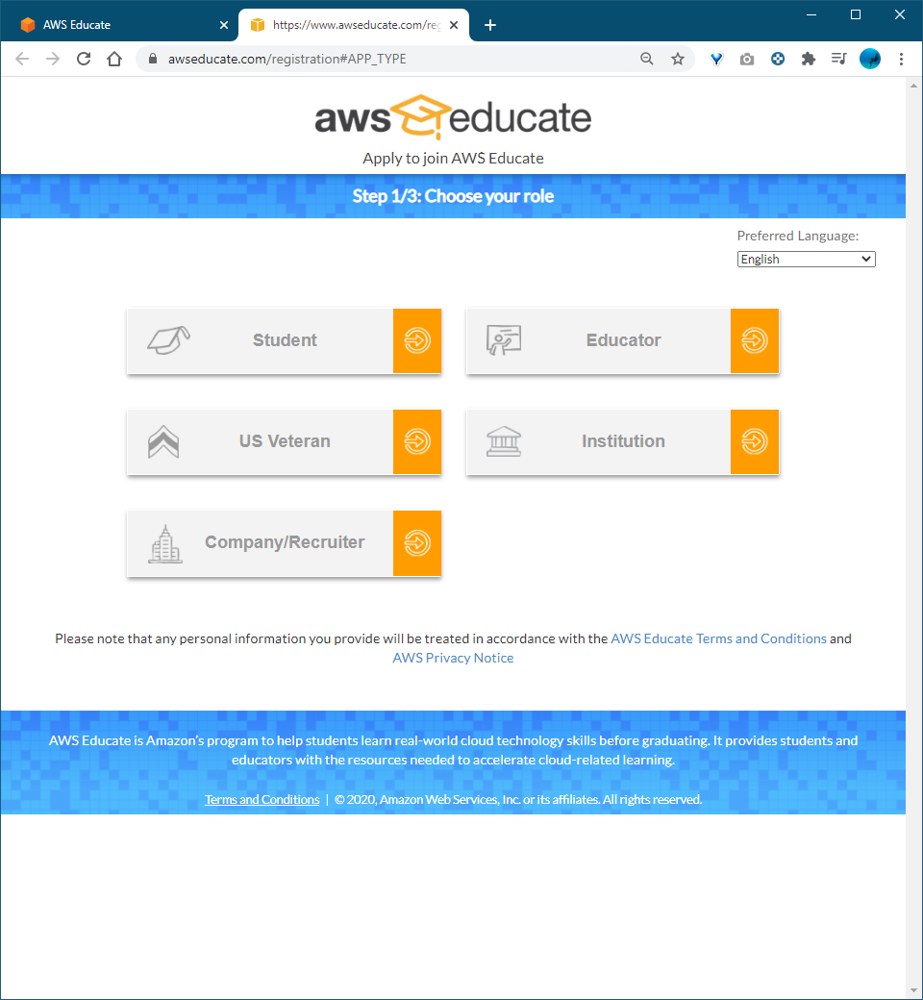 AWS Educate
https://www.awseducate.com/reg
awseducate.com/registration#APP_TYPE
aws educate
Apply to join AWS Educate
Step 1/3: Choose your role
Preferred Language:
English
Student
Educator
US Veteran
Institution
Company/Recruiter
Please note that any personal information you provide will be treated in accordance with the AWS Educate Terms and Conditions and
AWS Privacy Notice
AWS Educate is Amazon's program to help students learn real-world cloud technology skills before graduating. It provides students and
educators with the resources needed to accelerate cloud-related learning.
Terms and Conditions | © 2020, Amazon Web Services, Inc. or its affiliates. All rights reserved.